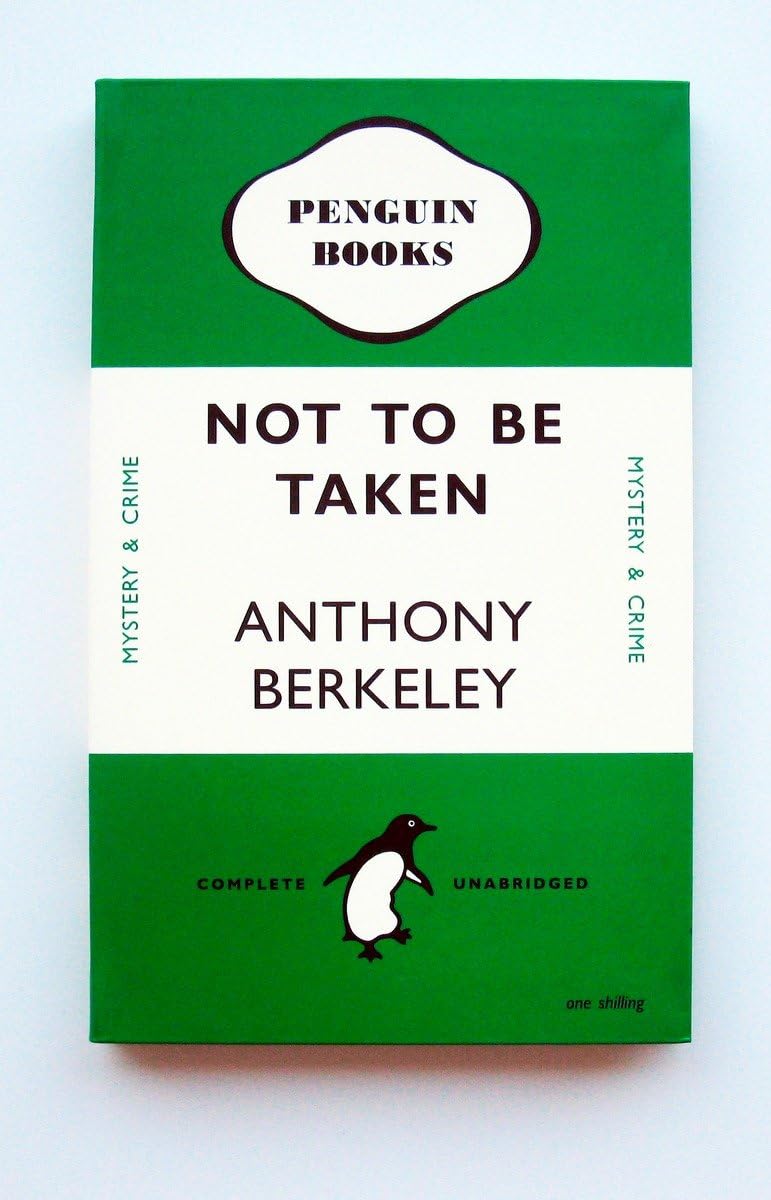 PENGUIN
BOOKS
NOT TO BE
TAKEN
MYSTERY & CRIME
MYSTERY & CRIME
ANTHONY
BERKELEY
COMPLETE UNABRIDGED
one shilling